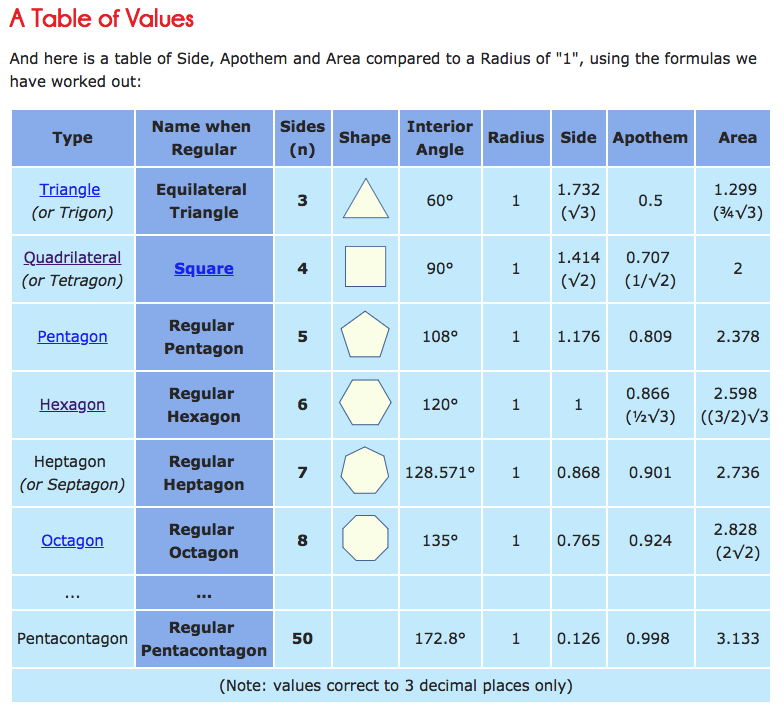 A Table of Values
And here is a table of Side, Apothem and Area compared to a Radius of "1", using the formulas we
have worked out:
Type Name when Regular Sides (n) Shape Interior Angle Radius Side Apothem Area
Triangle (or Trigon) Equilateral Triangle 3 60° 1 1.732 (√3) 0.5 1.299 (¾√3)
Quadrilateral (or Tetragon) Square 4 90° 1 1.414 (√2) 0.707 (1/√2) 2
Pentagon Regular Pentagon 5 108° 1 1.176 0.809 2.378
Hexagon Regular Hexagon 6 120° 1 1 0.866 (½√3) 2.598 ((3/2)√3
Heptagon (or Septagon) Regular Heptagon 7 128.571° 1 0.868 0.901 2.736
Octagon Regular Octagon 8 135° 1 0.765 0.924 2.828 (2√2)
... ...
Pentacontagon Regular Pentacontagon 50 172.8° 1 0.126 0.998 3.133
(Note: values correct to 3 decimal places only)